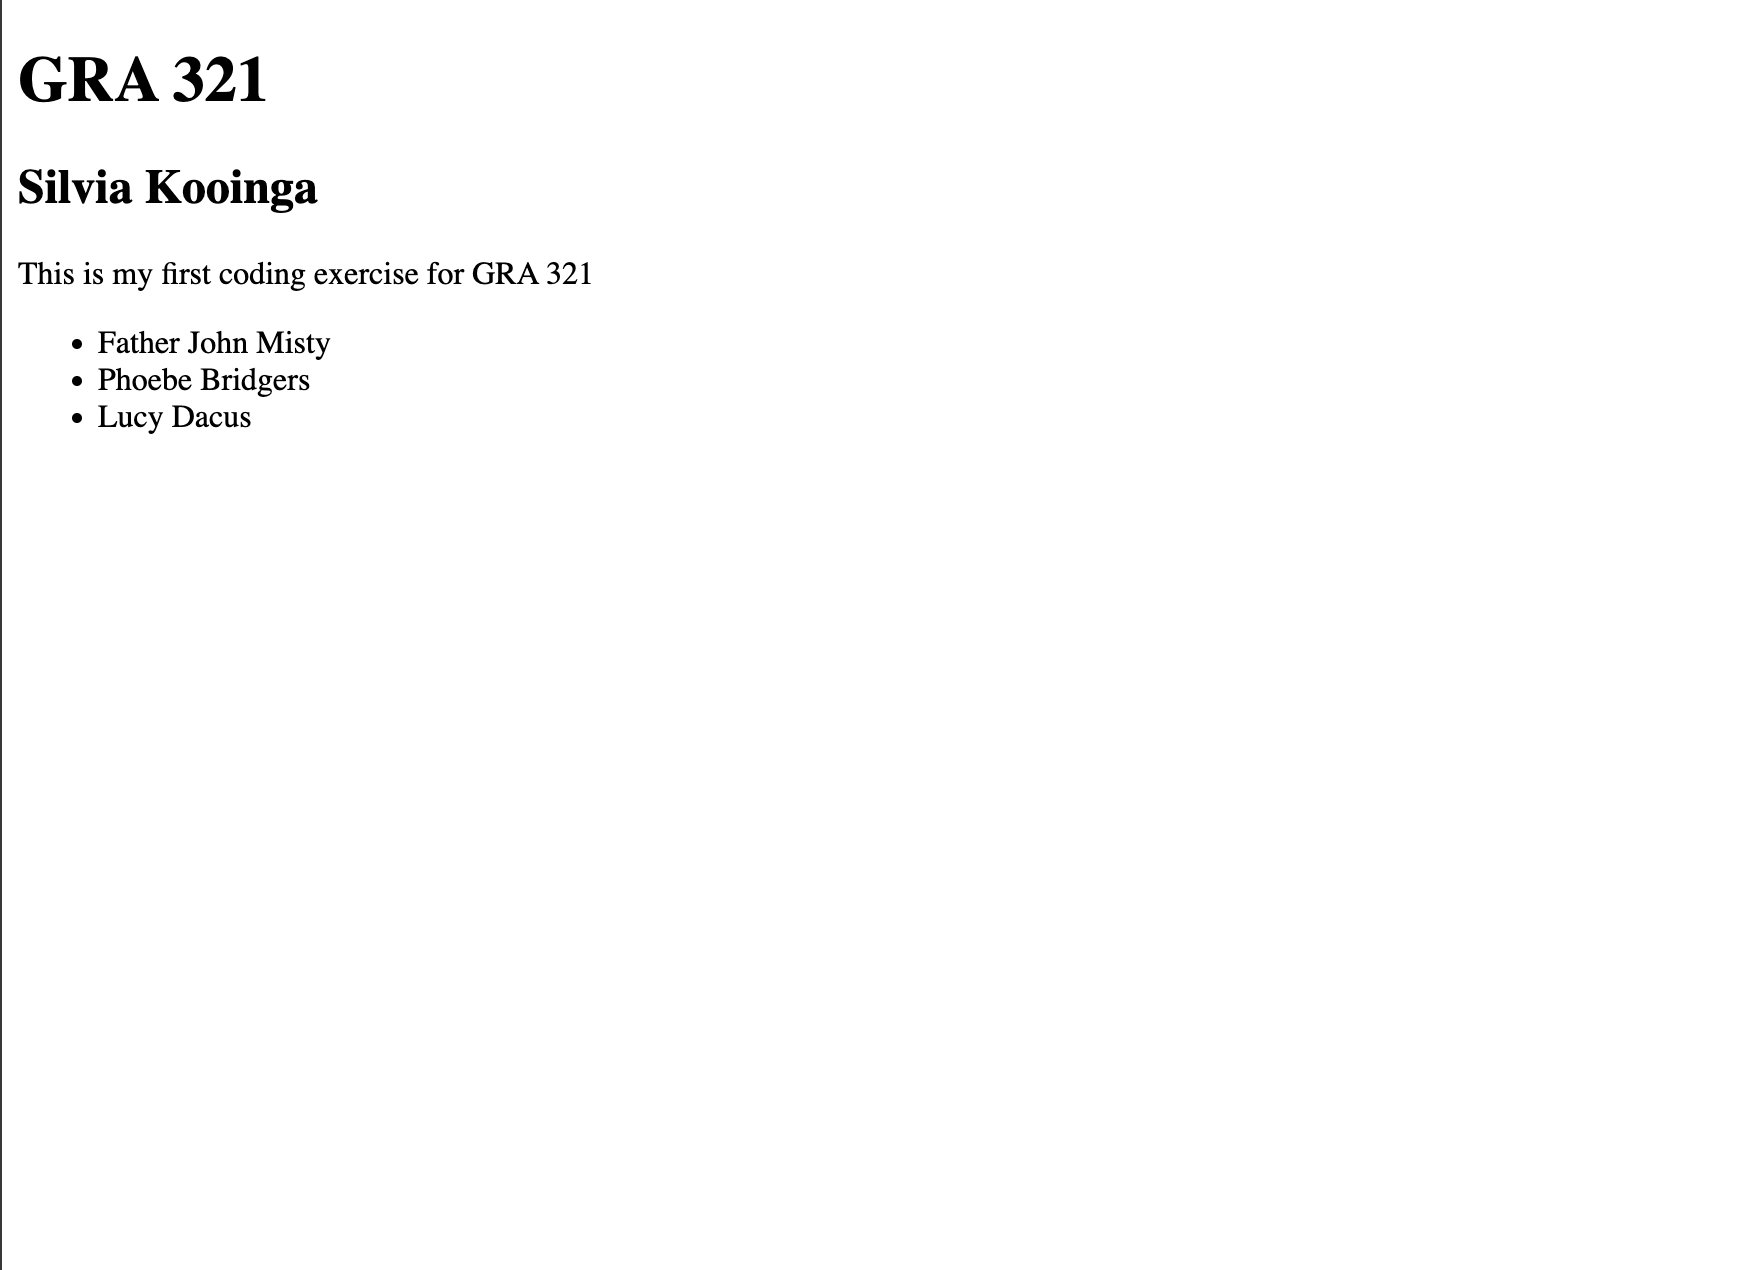 GRA 321
Silvia Kooinga
This is my first coding exercise for GRA 321
• Father John Misty
• Phoebe Bridgers
• Lucy Dacus